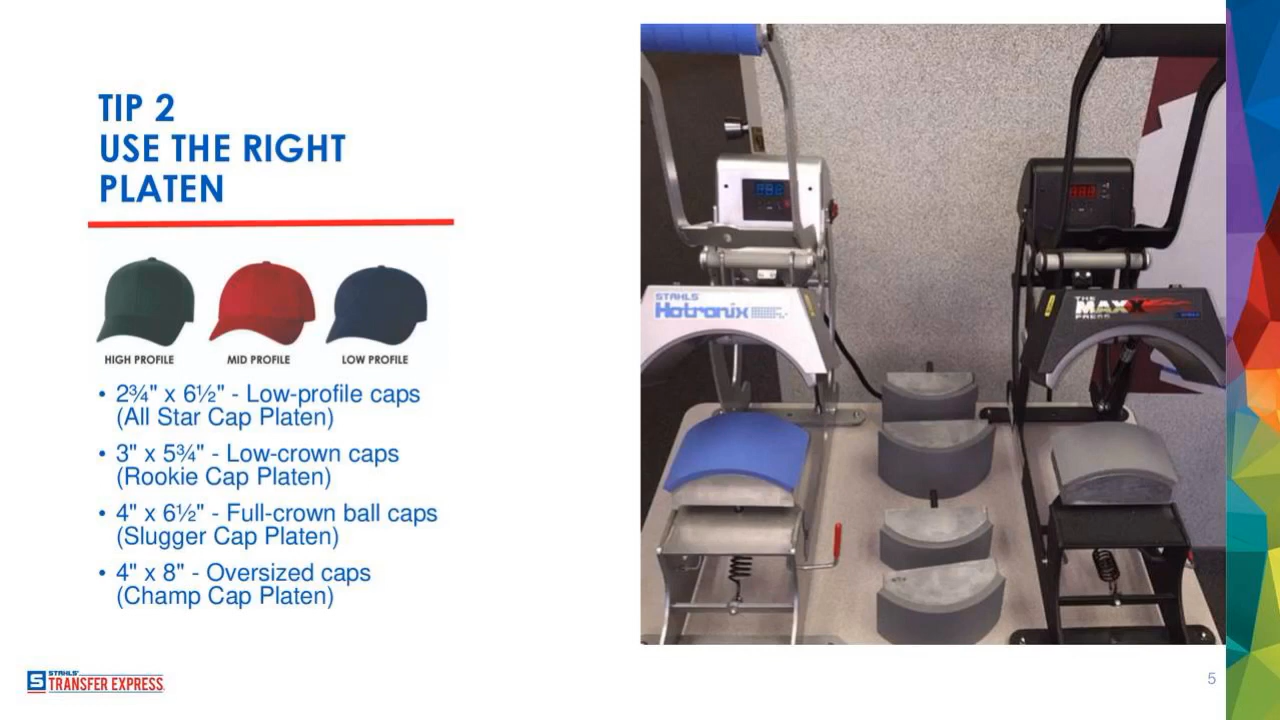 TIP 2
USE THE RIGHT
PLATEN
HIGH PROFILE
MID PROFILE
LOW PROFILE
• 2¾" x 6½" - Low-profile caps
(All Star Cap Platen)
• 3" x 5¾" - Low-crown caps
(Rookie Cap Platen)
• 4" x 6½" - Full-crown ball caps
(Slugger Cap Platen)
• 4" x 8" - Oversized caps
(Champ Cap Platen)
STAHLS'
Hotronix
THE
MAXX
PRESS
S
STAHLS'
TRANSFER EXPRESS
5